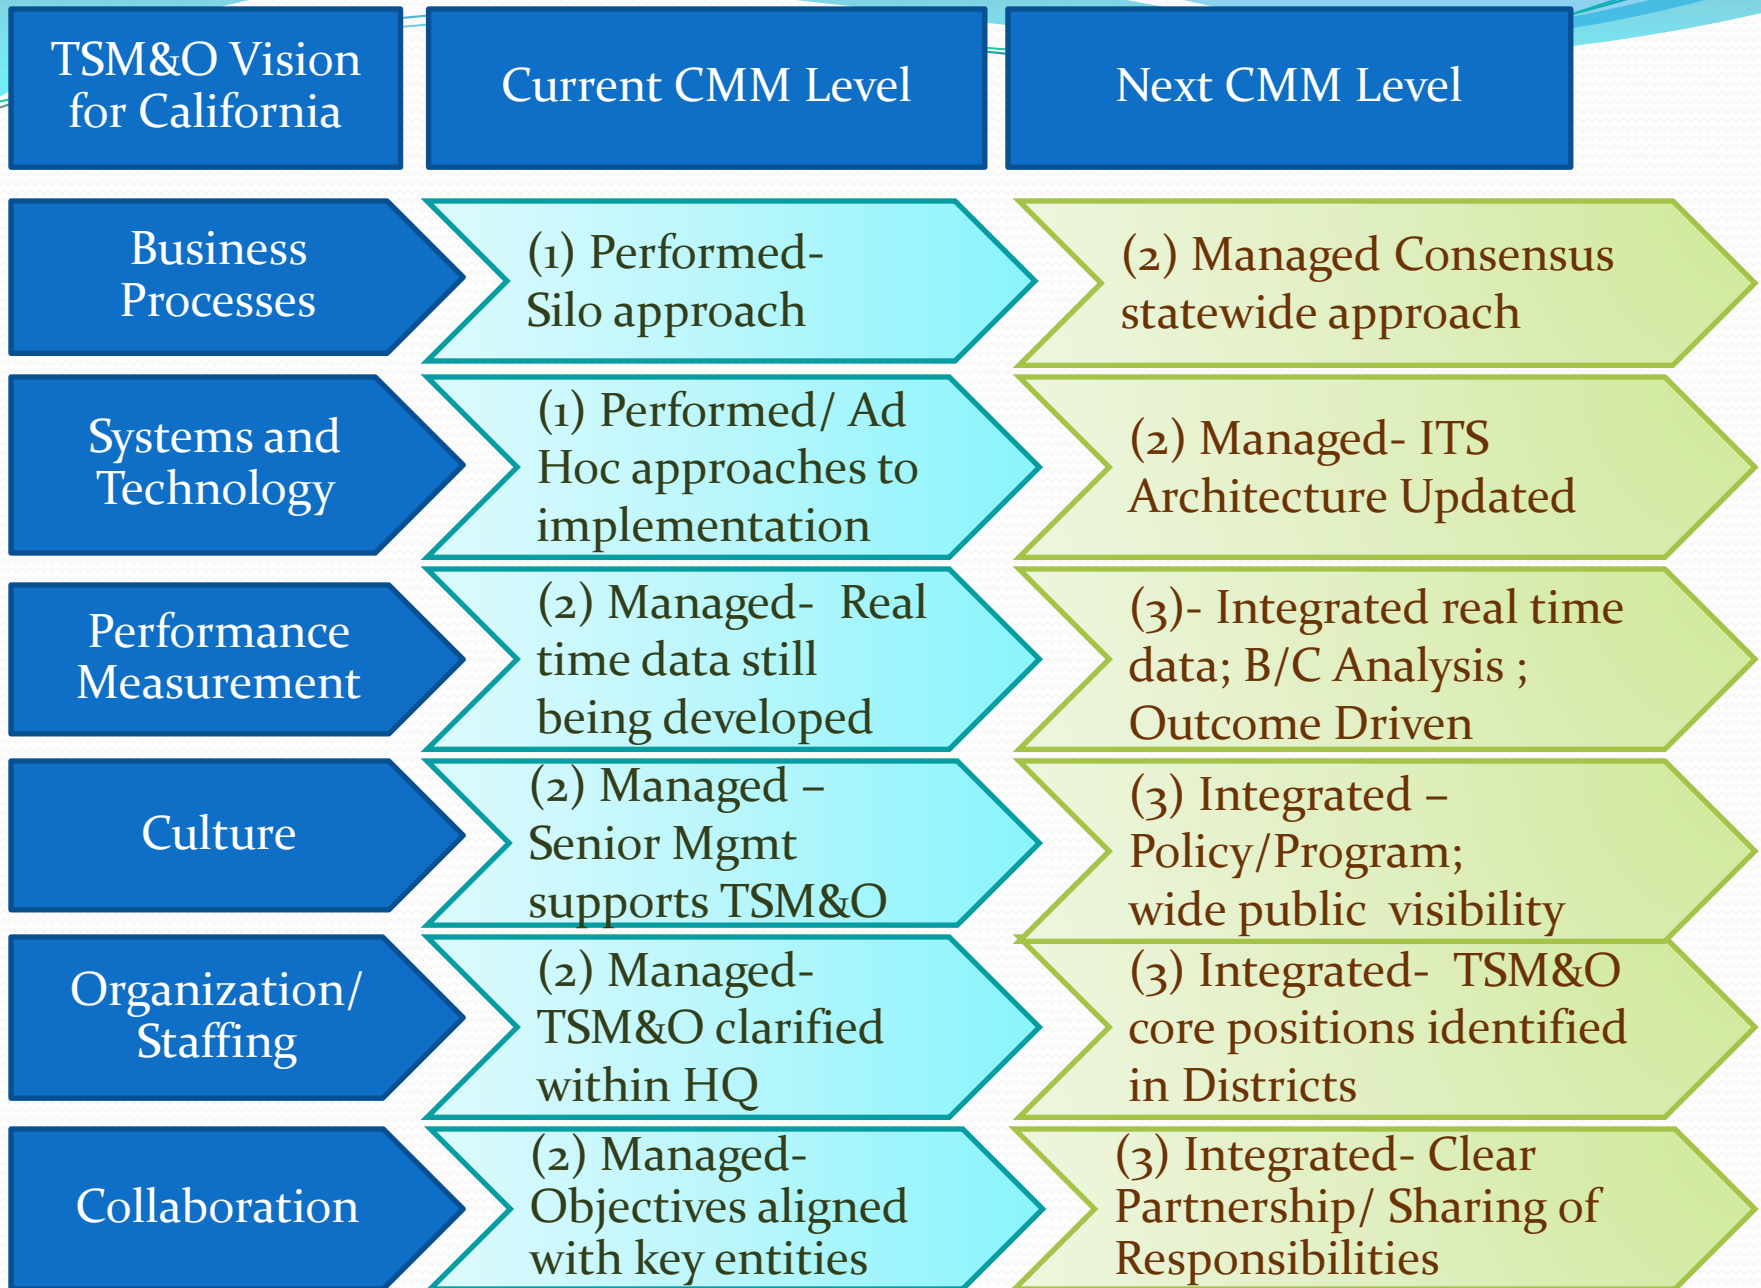 TSM&O Vision
for California
Current CMM Level
Next CMM Level
Business
Processes
(1) Performed-
Silo approach
(2) Managed Consensus
statewide approach
Systems and
Technology
(1) Performed/ Ad
Hoc approaches to
implementation
(2) Managed- ITS
Architecture Updated
Performance
Measurement
(2) Managed- Real
time data still
being developed
(3)- Integrated real time
data; B/C Analysis ;
Outcome Driven
Culture
(2) Managed –
Senior Mgmt
supports TSM&O
(3) Integrated –
Policy/Program;
wide public visibility
Organization/
Staffing
(2) Managed-
TSM&O clarified
within HQ
(3) Integrated- TSM&O
core positions identified
in Districts
Collaboration
(2) Managed-
Objectives aligned
with key entities
(3) Integrated- Clear
Partnership/ Sharing of
Responsibilities